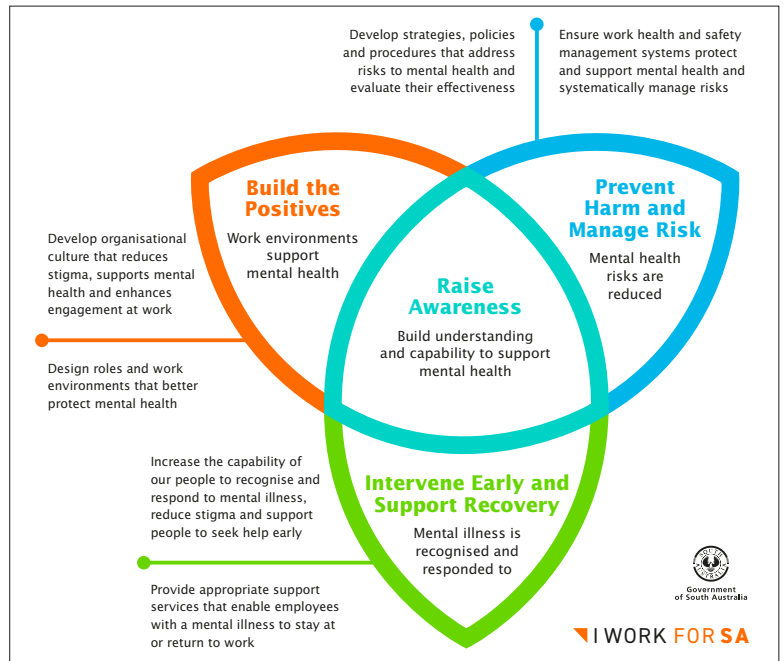 Develop strategies, policies
and procedures that address
risks to mental health and
evaluate their effectiveness
Ensure work health and safety
management systems protect
and support mental health and
systematically manage risks
Build the
Positives
Work environments
support
mental health
Prevent
Harm and
Manage Risk
Mental health
risks are
reduced
Develop organisational
culture that reduces
stigma, supports mental
health and enhances
engagement at work
Design roles and work
environments that better
protect mental health
Raise
Awareness
Build understanding
and capability to support
mental health
Increase the capability of
our people to recognise and
respond to mental illness,
reduce stigma and support
people to seek help early
Provide appropriate support
services that enable employees
with a mental illness to stay at
or return to work
Intervene Early and
Support Recovery
Mental illness is
recognised and
responded to
SOUTH
AUSTRALIA
Government
of South Australia
I WORK FOR SA